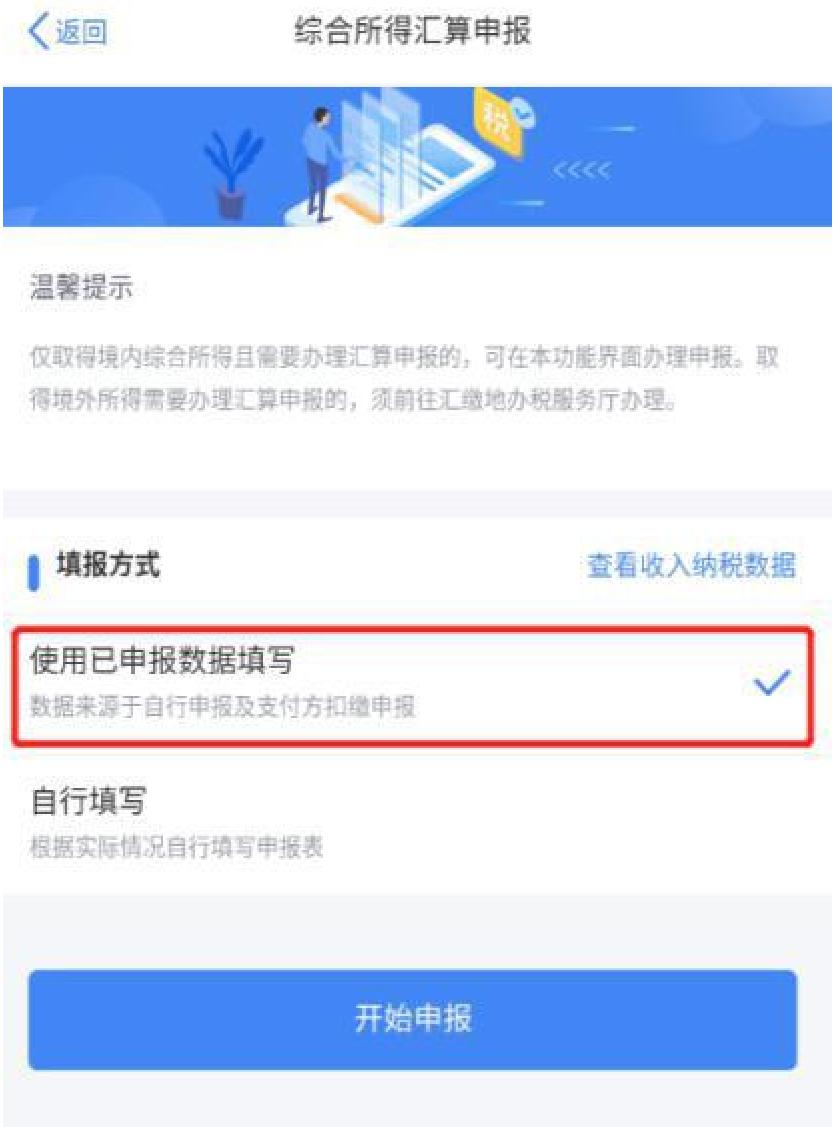 返回
综合所得汇算申报
税
温馨提示
仅取得境内综合所得且需要办理汇算申报的，可在本功能界面办理申报。取
得境外所得需要办理汇算申报的，须前往汇缴地办税服务厅办理。
填报方式
查看收入纳税数据
使用已申报数据填写
数据来源于自行申报及支付方扣缴申报
自行填写
根据实际情况自行填写申报表
开始申报